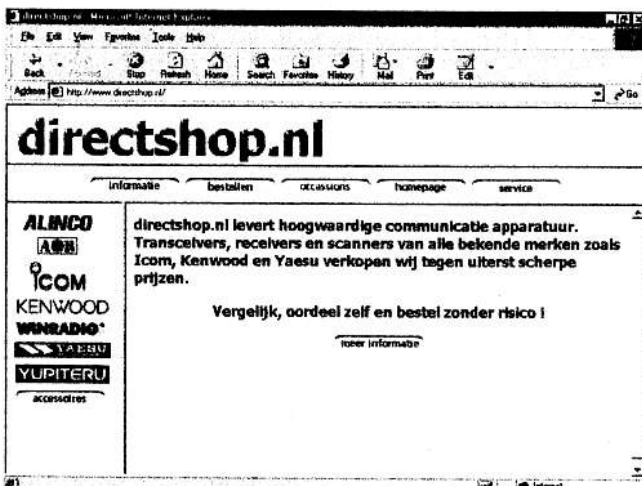 directshop.nl - Microsoft Internet Explorer
File Edit View Favorites Tools Help
Back Forward Stop Refresh Home Search Favorites History Mail Print Edit
Address http://www.directshop.nl/ Go
directshop.nl
informatie bestellen occassions homepage service
ALINCO
AOR
ICOM
KENWOOD
WINRADIO
YAESU
YUPITERU
accessoires
directshop.nl levert hoogwaardige communicatie apparatuur.
Transceivers, receivers en scanners van alle bekende merken zoals
Icom, Kenwood en Yaesu verkopen wij tegen uiterst scherpe
prijzen.
Vergelijk, oordeel zelf en bestel zonder risico !
meer informatie
Internet